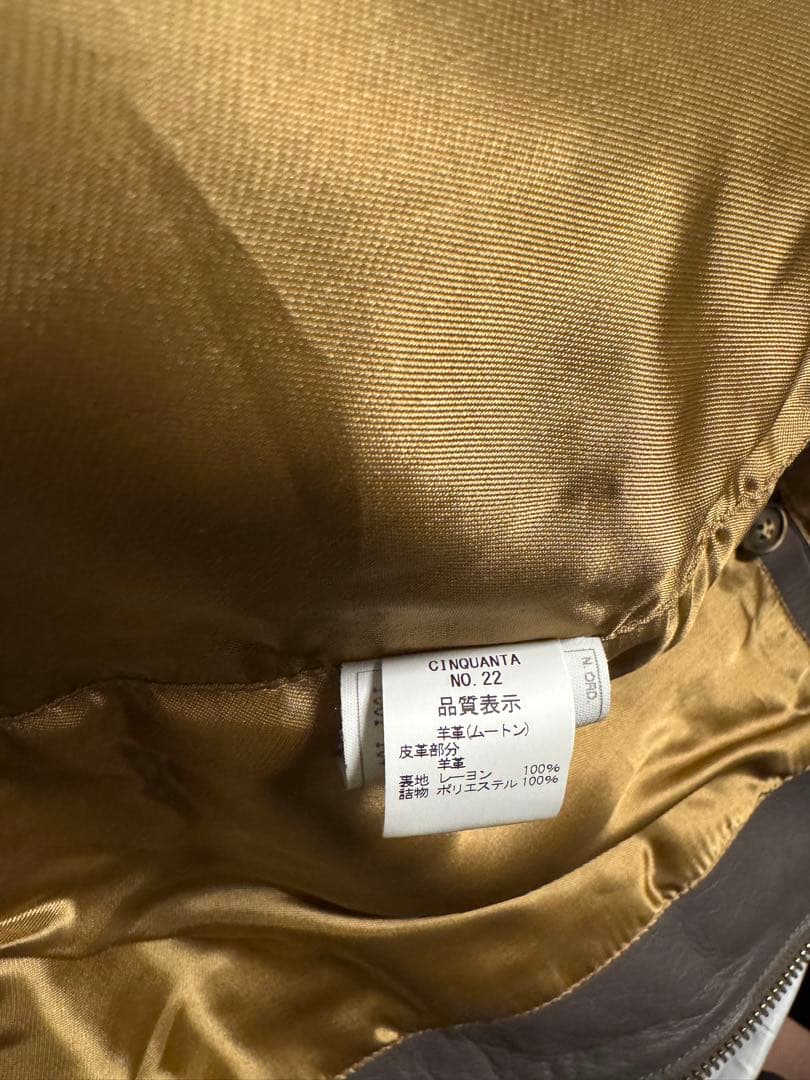 CINQUANTA
NO. 22
品質表示
羊革(ムートン)
皮革部分
羊革
裏地 レーヨン 100%
詰物 ポリエステル 100%
N. ORD